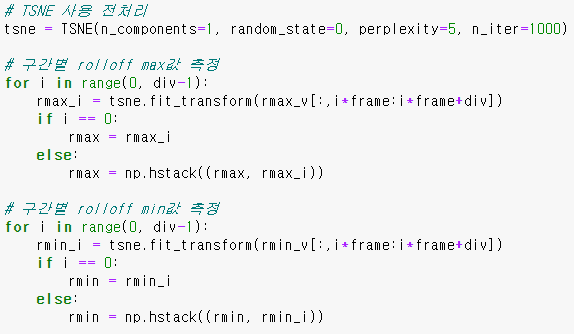 # TSNE 사용 전처리
tsne = TSNE(n_components=1, random_state=0, perplexity=5, n_iter=1000)
# 구간별 rolloff max값 측정
for i in range(0, div-1):
    rmax_i = tsne.fit_transform(rmax_v[:,i*frame:i*frame+div])
    if i == 0:
        rmax = rmax_i
    else:
        rmax = np.hstack((rmax, rmax_i))
# 구간별 rolloff min값 측정
for i in range(0, div-1):
    rmin_i = tsne.fit_transform(rmin_v[:,i*frame:i*frame+div])
    if i == 0:
        rmin = rmin_i
    else:
        rmin = np.hstack((rmin, rmin_i))